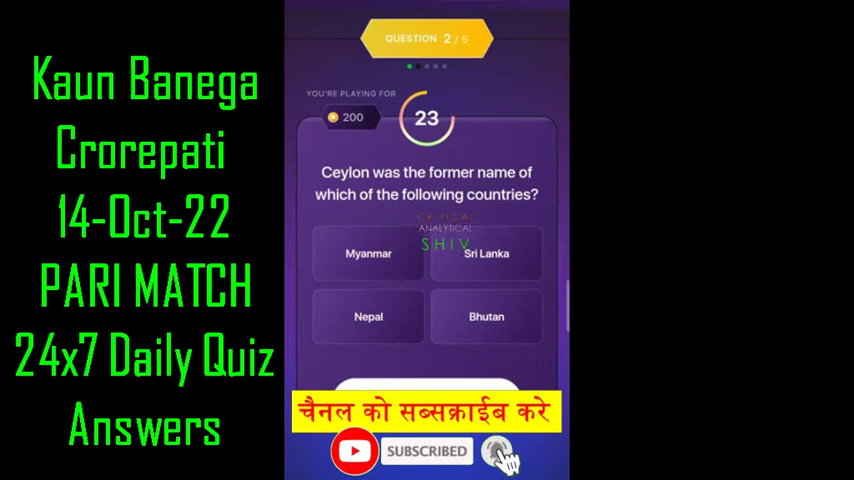 Kaun Banega
Crorepati
14-Oct-22
PARI MATCH
24x7 Daily Quiz
Answers
QUESTION 2 / 5
YOU'RE PLAYING FOR
200
23
Ceylon was the former name of
which of the following countries?
CRITICAL
ANALYTICAL
SHIV
Myanmar
Sri Lanka
Nepal
Bhutan
चैनल को सब्सक्राईब करे
SUBSCRIBED